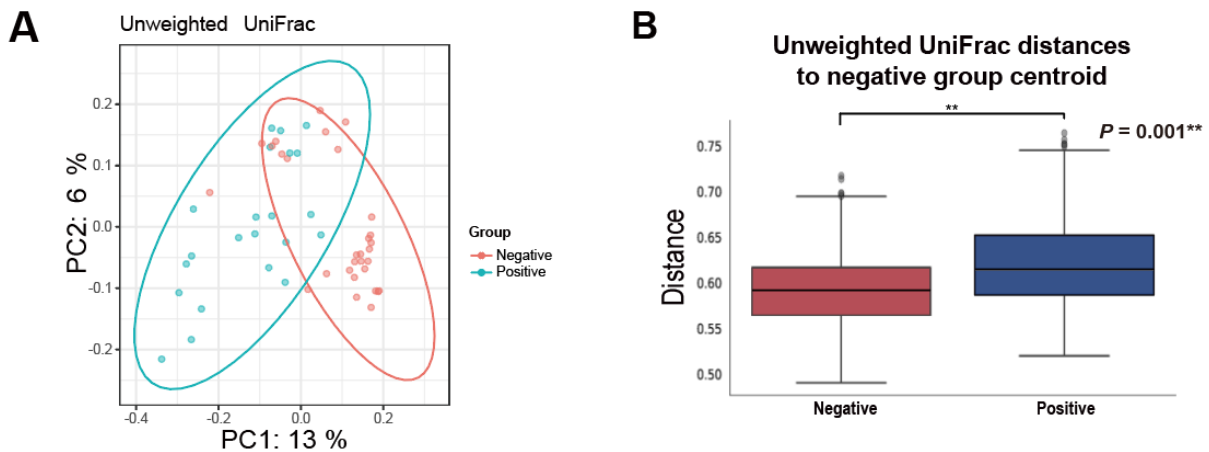 A
Unweighted UniFrac
PC2: 6 %
0.2
0.1
0.0
-0.1
-0.2
-0.4
-0.2
0.0
0.2
PC1: 13 %
Group
Negative
Positive
B
Unweighted UniFrac distances
to negative group centroid
**
P = 0.001**
Distance
0.75
0.70
0.65
0.60
0.55
0.50
Negative
Positive